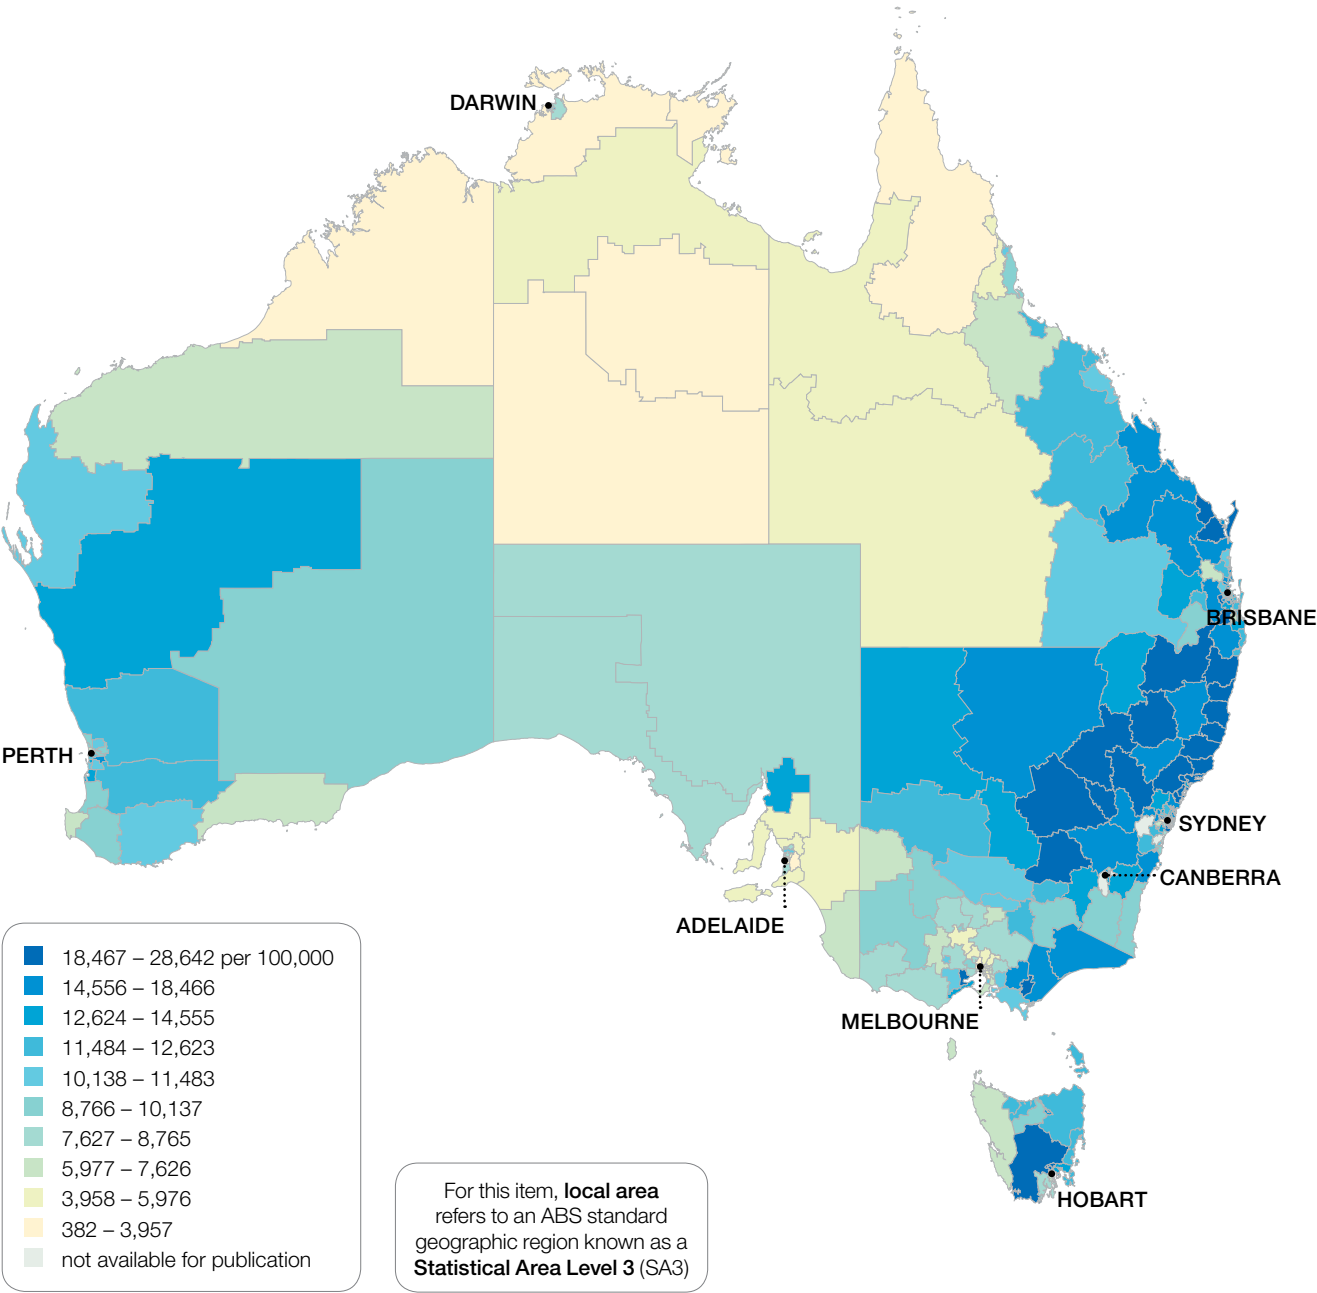 DARWIN
BRISBANE
PERTH
SYDNEY
CANBERRA
ADELAIDE
MELBOURNE
HOBART
18,467 – 28,642 per 100,000
14,556 – 18,466
12,624 – 14,555
11,484 – 12,623
10,138 – 11,483
8,766 – 10,137
7,627 – 8,765
5,977 – 7,626
3,958 – 5,976
382 – 3,957
not available for publication
For this item, local area
refers to an ABS standard
geographic region known as a
Statistical Area Level 3 (SA3)